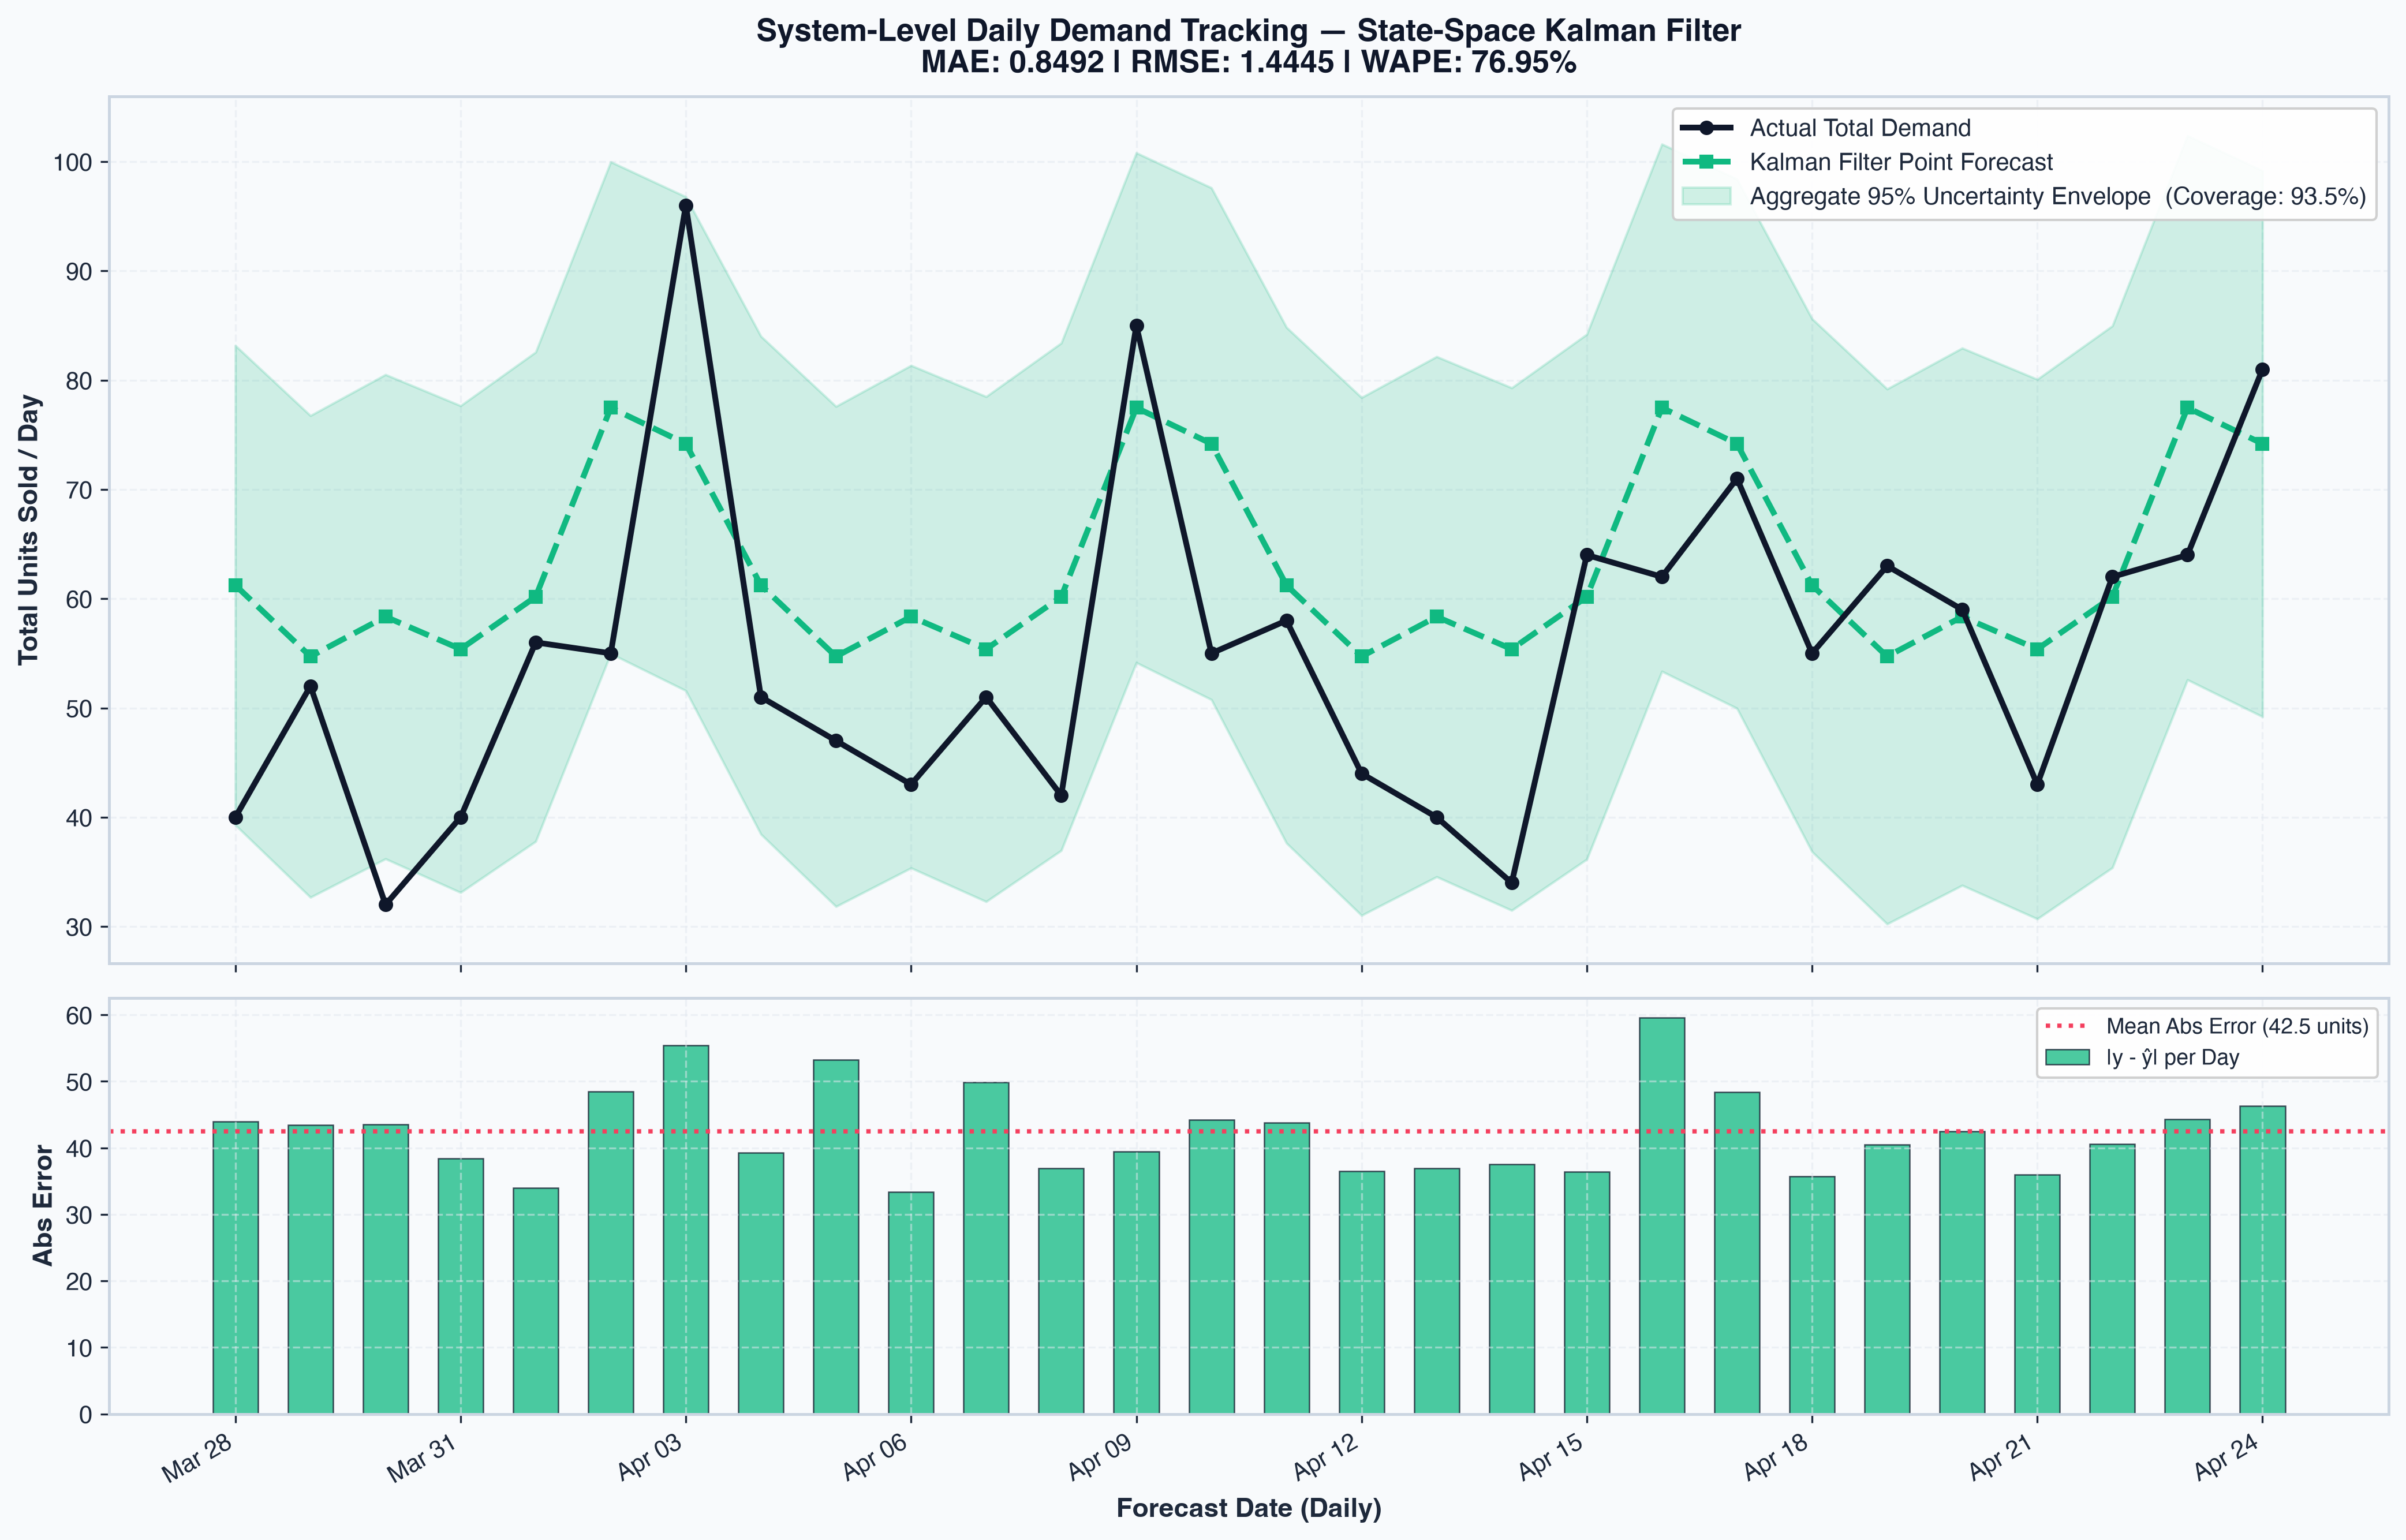 System-Level Daily Demand Tracking — State-Space Kalman Filter
MAE: 0.8492 | RMSE: 1.4445 | WAPE: 76.95%
Actual Total Demand
Kalman Filter Point Forecast
Aggregate 95% Uncertainty Envelope (Coverage: 93.5%)
Total Units Sold / Day
100
90
80
70
60
50
40
30
Mean Abs Error (42.5 units)
|y - ŷ| per Day
Abs Error
60
50
40
30
20
10
0
Mar 28
Mar 31
Apr 03
Apr 06
Apr 09
Apr 12
Apr 15
Apr 18
Apr 21
Apr 24
Forecast Date (Daily)